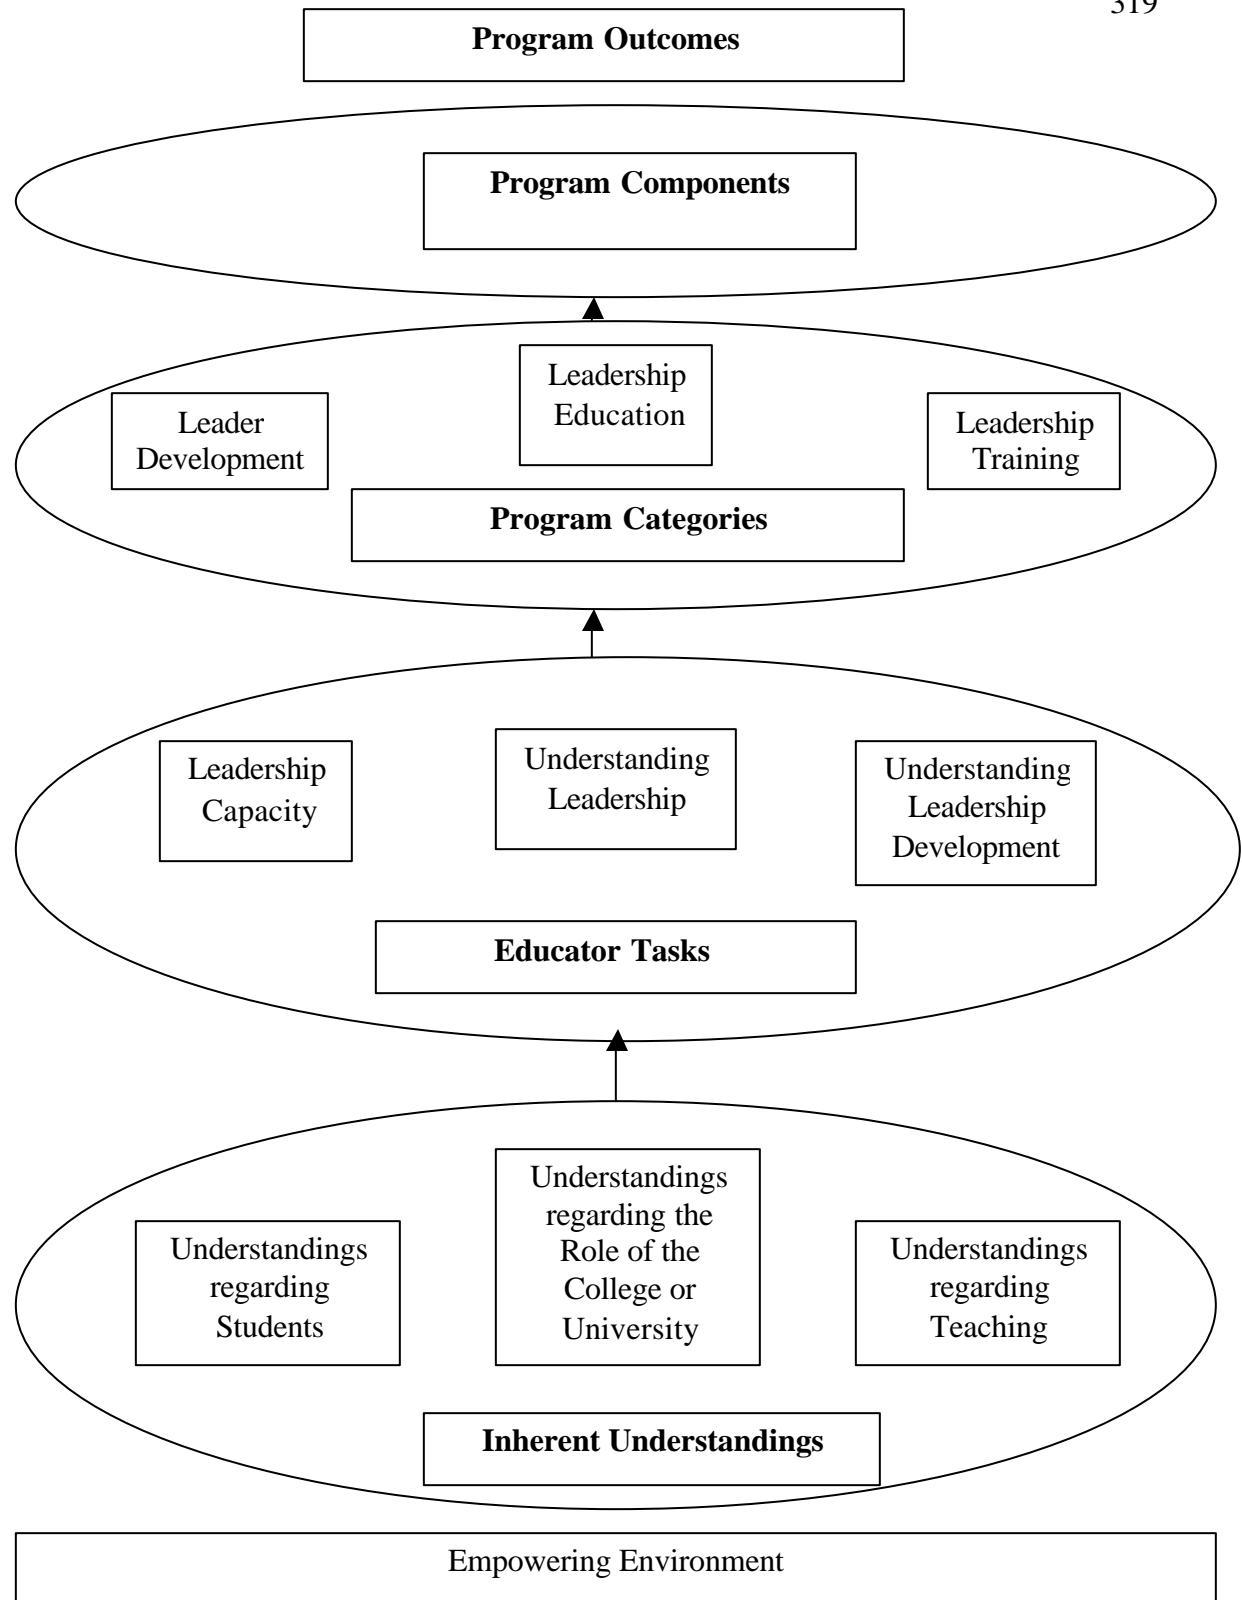 319
Program Outcomes
Program Components
Leadership
Education
Leader
Development
Leadership
Training
Program Categories
Leadership
Capacity
Understanding
Leadership
Understanding
Leadership
Development
Educator Tasks
Understandings
regarding
Students
Understandings
regarding the
Role of the
College or
University
Understandings
regarding
Teaching
Inherent Understandings
Empowering Environment